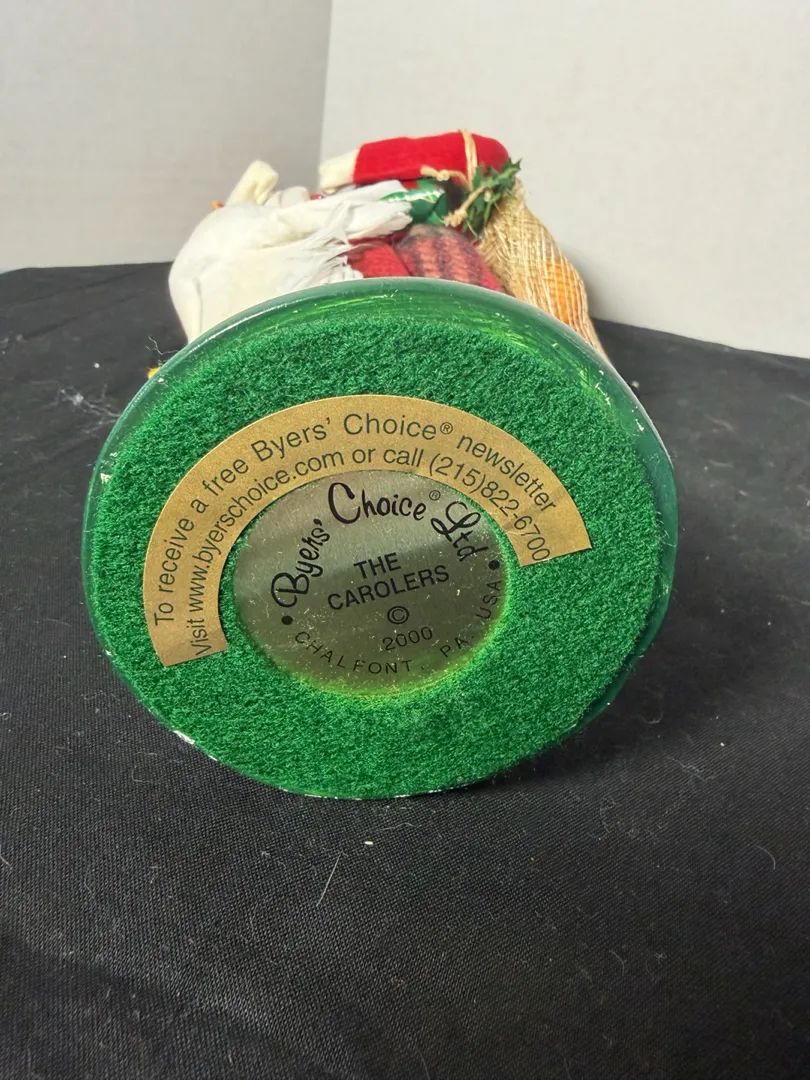 To receive a free Byers' Choice® newsletter
Visit www.byerschoice.com or call (215)822-6700
Byers' Choice® Ltd
THE
CAROLERS
©
2000
• CHALFONT, PA. USA •